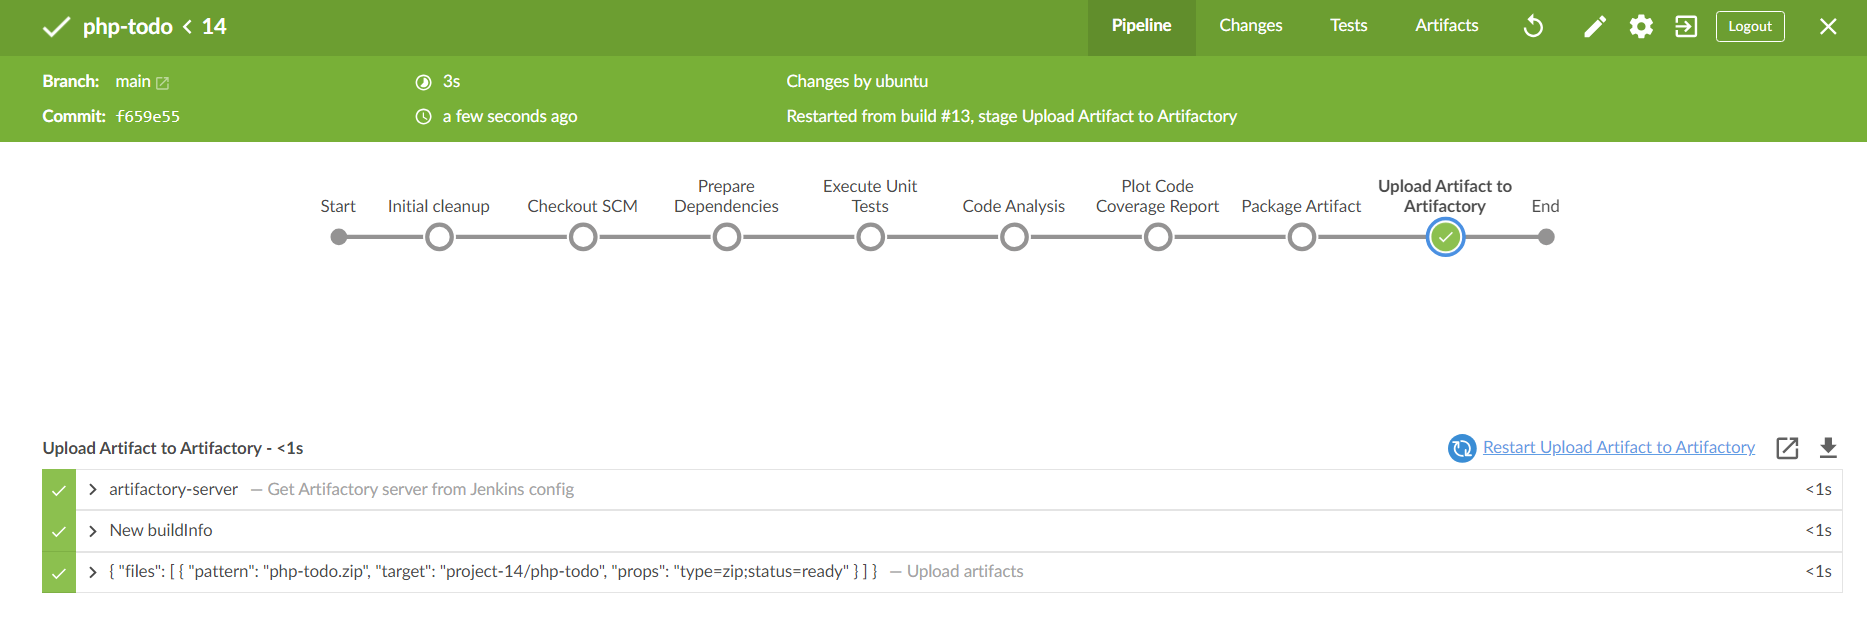 php-todo < 14
Pipeline
Changes
Tests
Artifacts
Logout
Branch: main
3s
Changes by ubuntu
Commit: f659e55
a few seconds ago
Restarted from build #13, stage Upload Artifact to Artifactory
Start
Initial cleanup
Checkout SCM
Prepare
Dependencies
Execute Unit
Tests
Code Analysis
Plot Code
Coverage Report
Package Artifact
Upload Artifact to
Artifactory
End
Upload Artifact to Artifactory - <1s
Restart Upload Artifact to Artifactory
artifactory-server — Get Artifactory server from Jenkins config <1s
New buildInfo <1s
{ "files": [ { "pattern": "php-todo.zip", "target": "project-14/php-todo", "props": "type=zip;status=ready" } ] } — Upload artifacts <1s